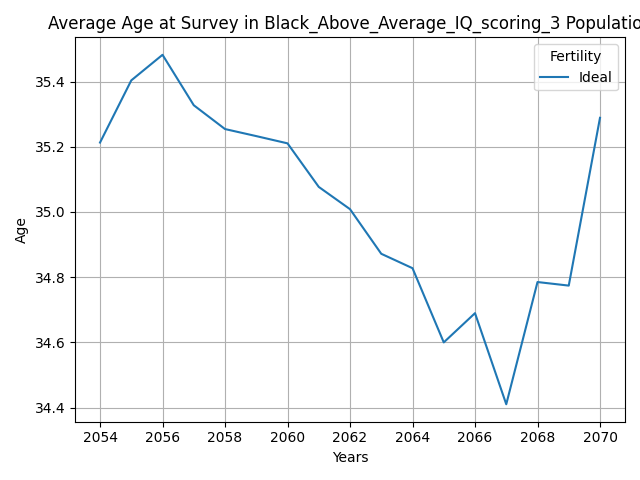 Average Age at Survey in Black_Above_Average_IQ_scoring_3 Populatio
Fertility
Ideal
35.4
35.2
35.0
34.8
34.6
34.4
Age
2054 2056 2058 2060 2062 2064 2066 2068 2070
Years